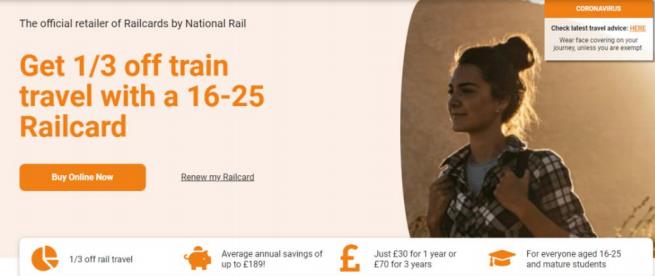 The official retailer of Railcards by National Rail
CORONAVIRUS
Check latest travel advice: HERE
Wear face covering on your
journey, unless you are exempt
Get 1/3 off train
travel with a 16-25
Railcard
Buy Online Now
Renew my Railcard
1/3 off rail travel
Average annual savings of
up to £189!
£
Just £30 for 1 year or
£70 for 3 years
For everyone aged 16-25
and mature students